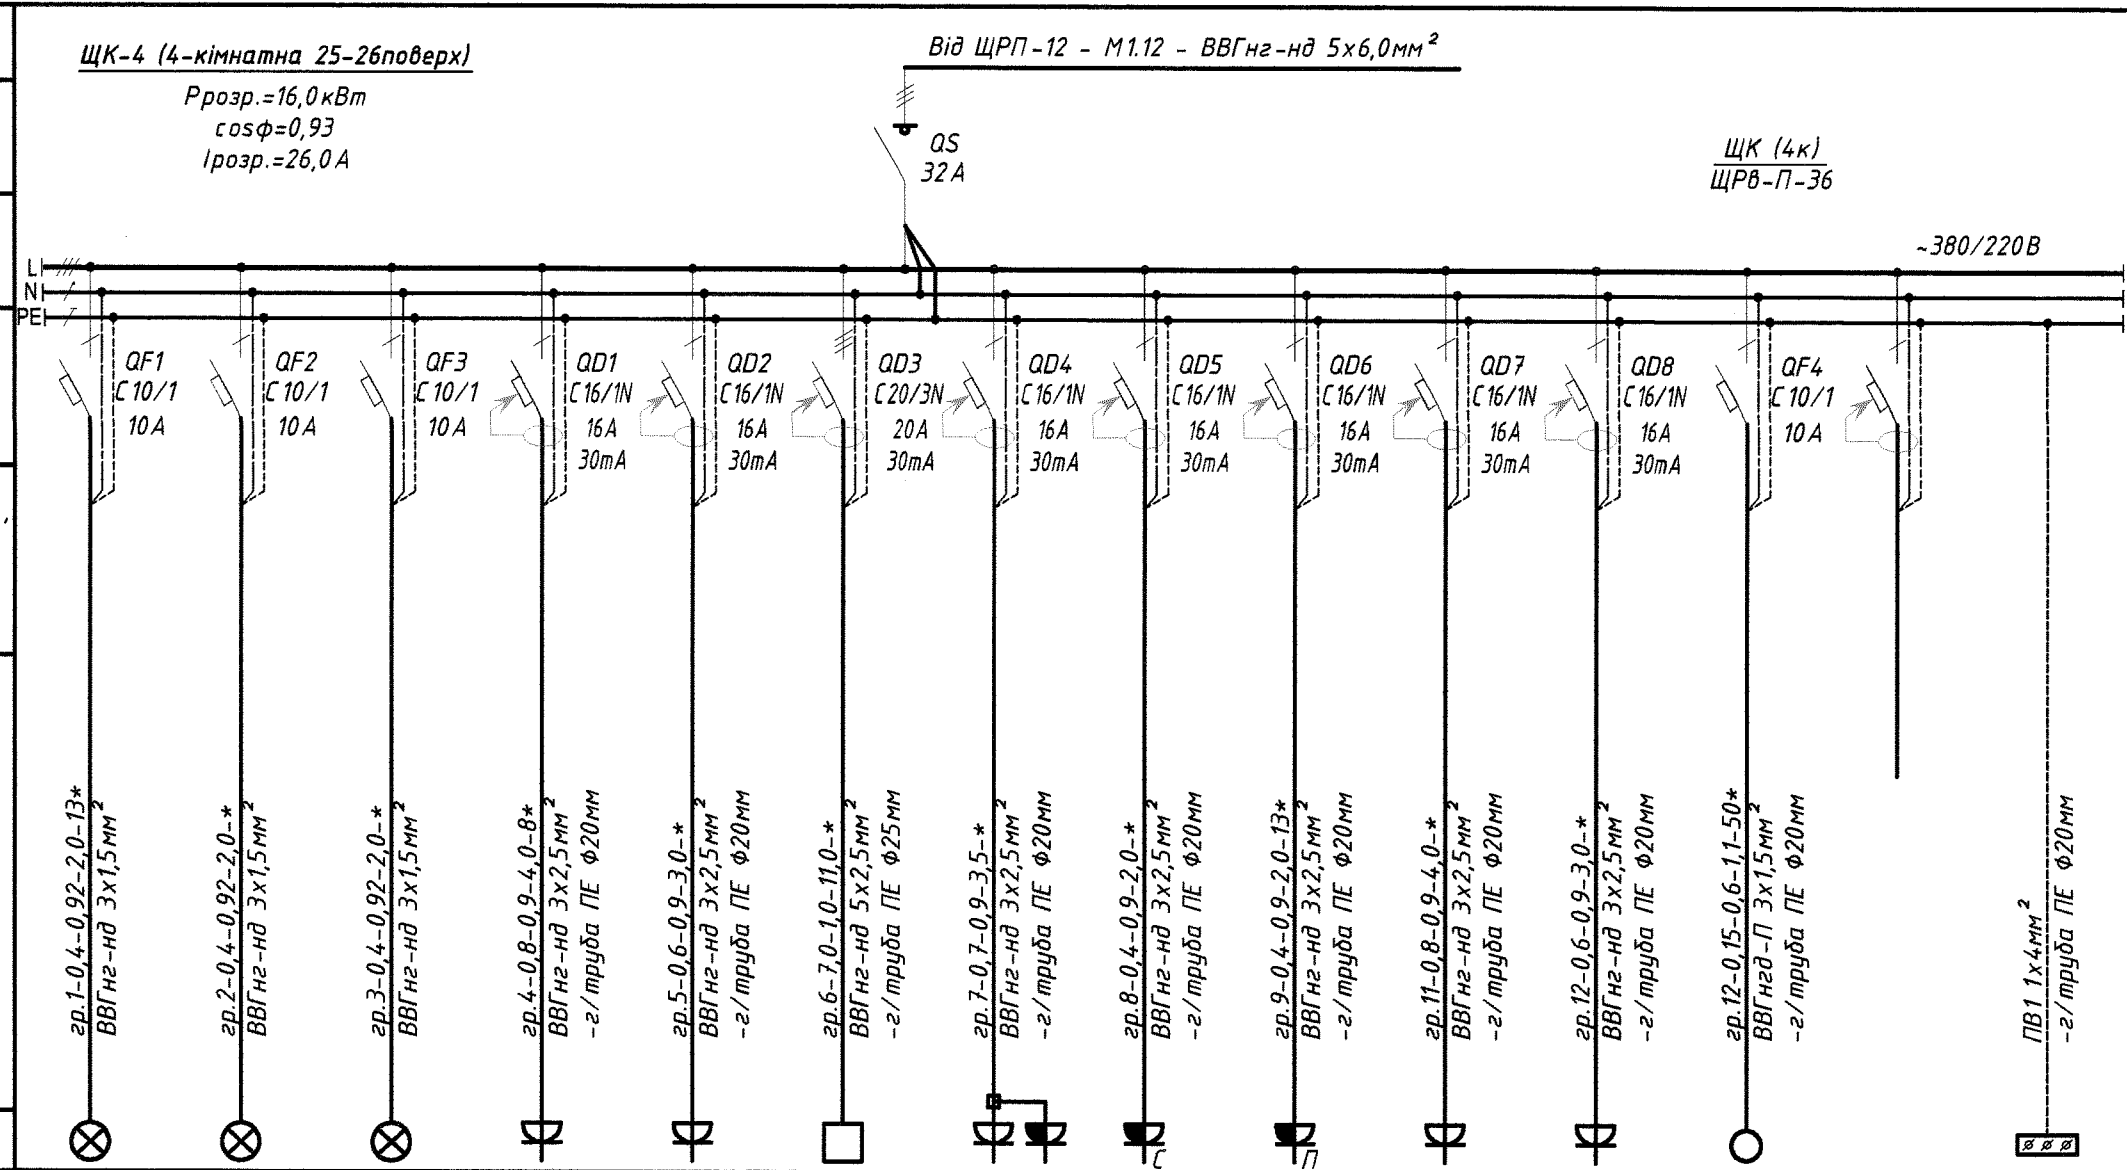 ЩК-4 (4-кімнатна 25-26поверх)
Pрозр.=16,0кВт
cosφ=0,93
Iрозр.=26,0А
Від ЩРП-12 - М1.12 - ВВГнг-нд 5х6,0мм²
QS
32А
ЩК (4к)
ЩРв-П-36
~380/220В
L
N
PE
QF1
C10/1
10А
QF2
C10/1
10А
QF3
C10/1
10А
QD1
C16/1N
16А
30mA
QD2
C16/1N
16А
30mA
QD3
C20/3N
20А
30mA
QD4
C16/1N
16А
30mA
QD5
C16/1N
16А
30mA
QD6
C16/1N
16А
30mA
QD7
C16/1N
16А
30mA
QD8
C16/1N
16А
30mA
QF4
C10/1
10А
гр.1-0,4-0,92-2,0-13*
ВВГнг-нд 3х1,5мм²
гр.2-0,4-0,92-2,0-*
ВВГнг-нд 3х1,5мм²
гр.3-0,4-0,92-2,0-*
ВВГнг-нд 3х1,5мм²
гр.4-0,8-0,9-4,0-8*
ВВГнг-нд 3х2,5мм²
-г/труба ПЕ ф20мм
гр.5-0,6-0,9-3,0-*
ВВГнг-нд 3х2,5мм²
-г/труба ПЕ ф20мм
гр.6-7,0-1,0-11,0-*
ВВГнг-нд 5х2,5мм²
-г/труба ПЕ ф25мм
гр.7-0,7-0,9-3,5-*
ВВГнг-нд 3х2,5мм²
-г/труба ПЕ ф20мм
гр.8-0,4-0,9-2,0-*
ВВГнг-нд 3х2,5мм²
-г/труба ПЕ ф20мм
гр.9-0,4-0,9-2,0-13*
ВВГнг-нд 3х2,5мм²
-г/труба ПЕ ф20мм
гр.11-0,8-0,9-4,0-*
ВВГнг-нд 3х2,5мм²
-г/труба ПЕ ф20мм
гр.12-0,6-0,9-3,0-*
ВВГнг-нд 3х2,5мм²
-г/труба ПЕ ф20мм
гр.12-0,15-0,6-1,1-50*
ВВГнгд-П 3х1,5мм²
-г/труба ПЕ ф20мм
ПВ1 1х4мм²
-г/труба ПЕ ф20мм
С
П